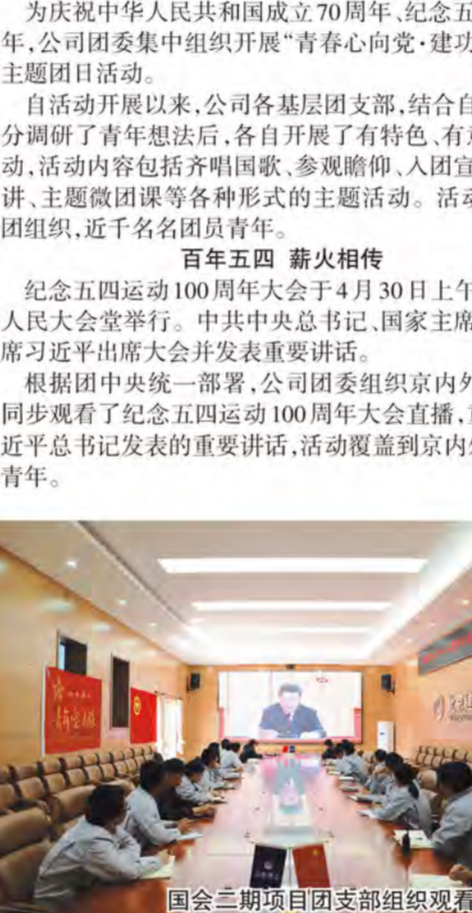 为庆祝中华人民共和国成立70周年、纪念五
年,公司团委集中组织开展“青春心向党·建功
主题团日活动。
自活动开展以来,公司各基层团支部,结合自
分调研了青年想法后,各自开展了有特色、有
动,活动内容包括齐唱国歌、参观瞻仰、入团宣
讲、主题微团课等各种形式的主题活动。活动
团组织,近千名名团员青年。
百年五四 薪火相传
纪念五四运动100周年大会于4月30日上午
人民大会堂举行。中共中央总书记、国家主席
席习近平出席大会并发表重要讲话。
根据团中央统一部署,公司团委组织京内外
同步观看了纪念五四运动100周年大会直播,
近平总书记发表的重要讲话,活动覆盖到京内外
青年。
国会二期项目团支部组织观看